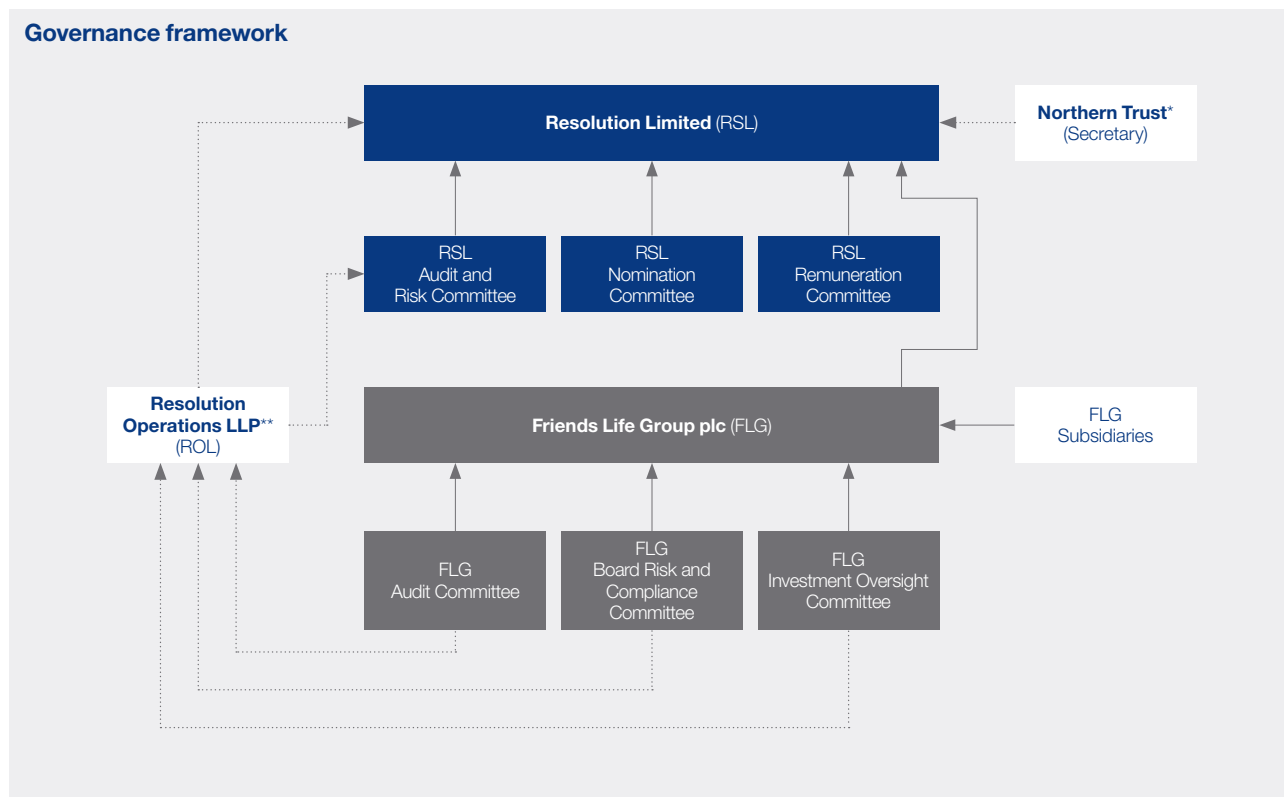 Governance framework
Resolution Limited (RSL)
Northern Trust*
(Secretary)
RSL
Audit and
Risk Committee
RSL
Nomination
Committee
RSL
Remuneration
Committee
Resolution
Operations LLP**
(ROL)
Friends Life Group plc (FLG)
FLG
Subsidiaries
FLG
Audit Committee
FLG
Board Risk and
Compliance
Committee
FLG
Investment Oversight
Committee